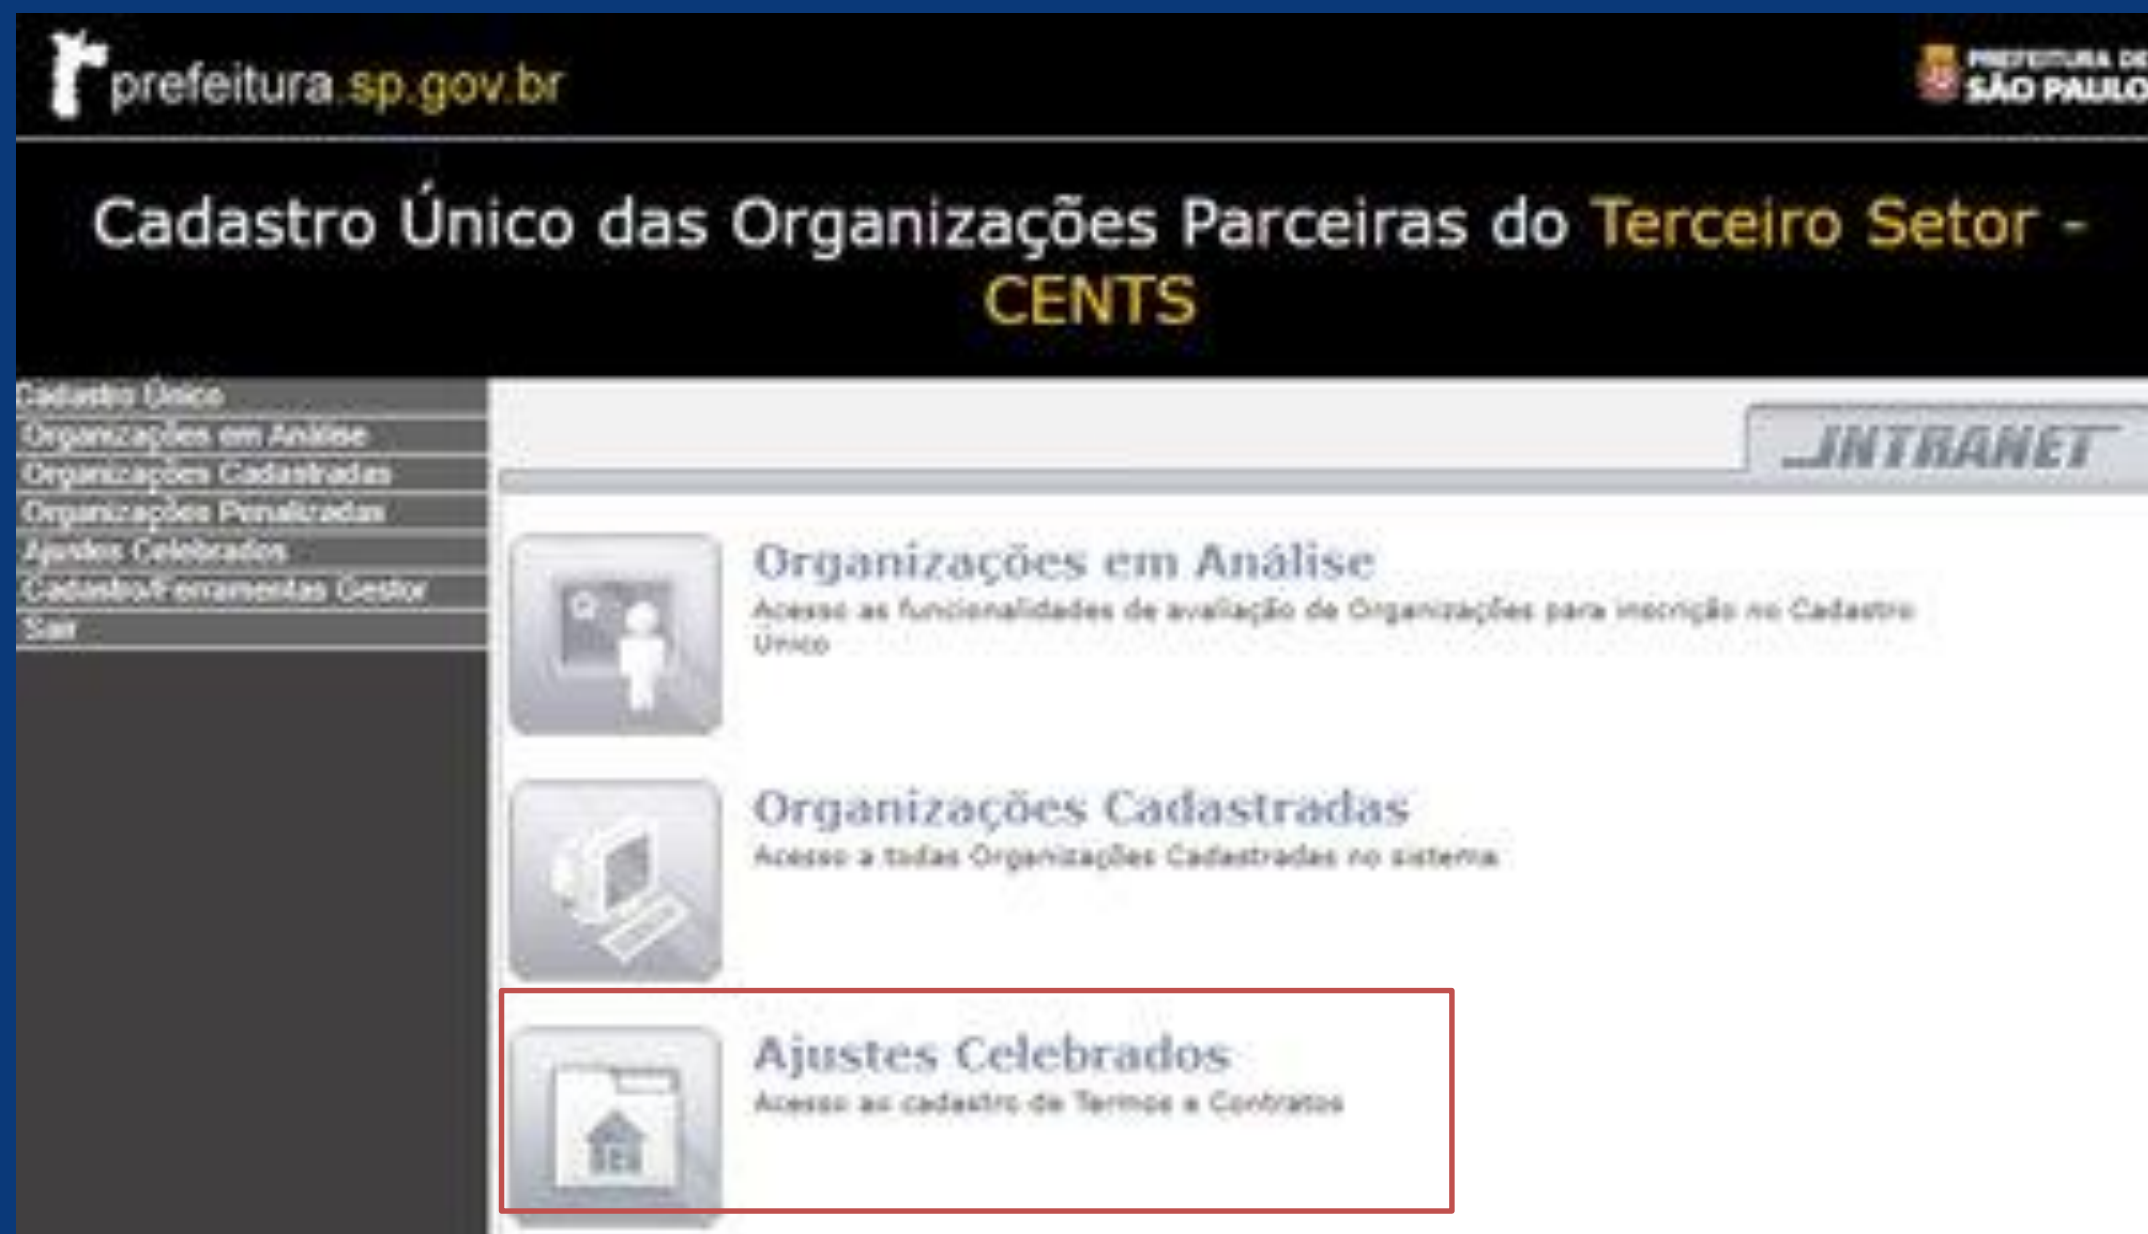 prefeitura.sp.gov.br
PREFEITURA DE
SÃO PAULO
Cadastro Único das Organizações Parceiras do Terceiro Setor -
CENTS
Cadastro Único
Organizações em Análise
Organizações Cadastradas
Organizações Penalizadas
Ajustes Celebrados
Cadastro/Ferramentas Gestor
Sair
INTRANET
Organizações em Análise
Acesso as funcionalidades de avaliação de Organizações para inscrição no Cadastro
Único
Organizações Cadastradas
Acesso a todas Organizações Cadastradas no sistema
Ajustes Celebrados
Acesso ao cadastro de Termos e Contratos